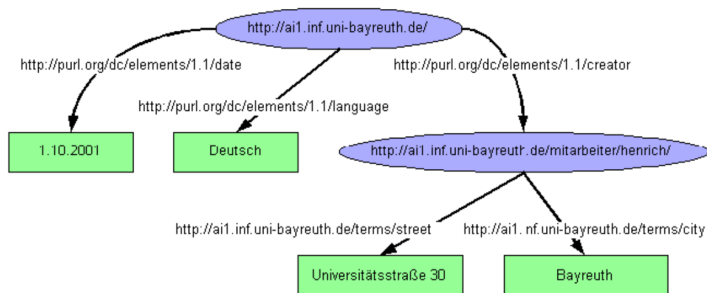 http://ai1.inf.uni-bayreuth.de/
http://purl.org/dc/elements/1.1/date
http://purl.org/dc/elements/1.1/creator
http://purl.org/dc/elements/1.1/language
1.10.2001
Deutsch
http://ai1.inf.uni-bayreuth.de/mitarbeiter/henrich/
http://ai1.inf.uni-bayreuth.de/terms/street
http://ai1. nf.uni-bayreuth.de/terms/city
Universitätsstraße 30
Bayreuth